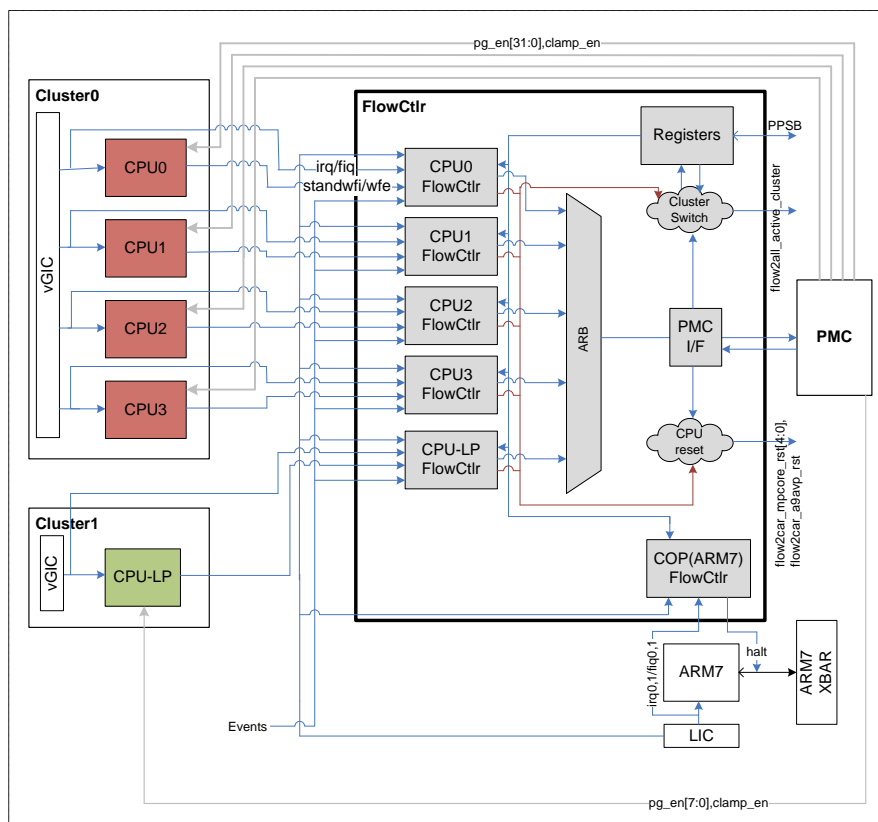 pg_en[31:0],clamp_en
Cluster0
FlowCtlr
vGIC
CPU0
CPU1
CPU2
CPU3
irq/fiq
standwfi/wfe
CPU0
FlowCtlr
CPU1
FlowCtlr
CPU2
FlowCtlr
CPU3
FlowCtlr
CPU-LP
FlowCtlr
ARB
Registers
PPSB
Cluster
Switch
flow2all_active_cluster
PMC
I/F
PMC
CPU
reset
flow2car_mpcore_rst[4:0],
flow2car_a9avp_rst
Cluster1
vGIC
CPU-LP
COP(ARM7)
FlowCtlr
irq0,1/fiq0,1
halt
ARM7
ARM7
XBAR
Events
LIC
pg_en[7:0],clamp_en